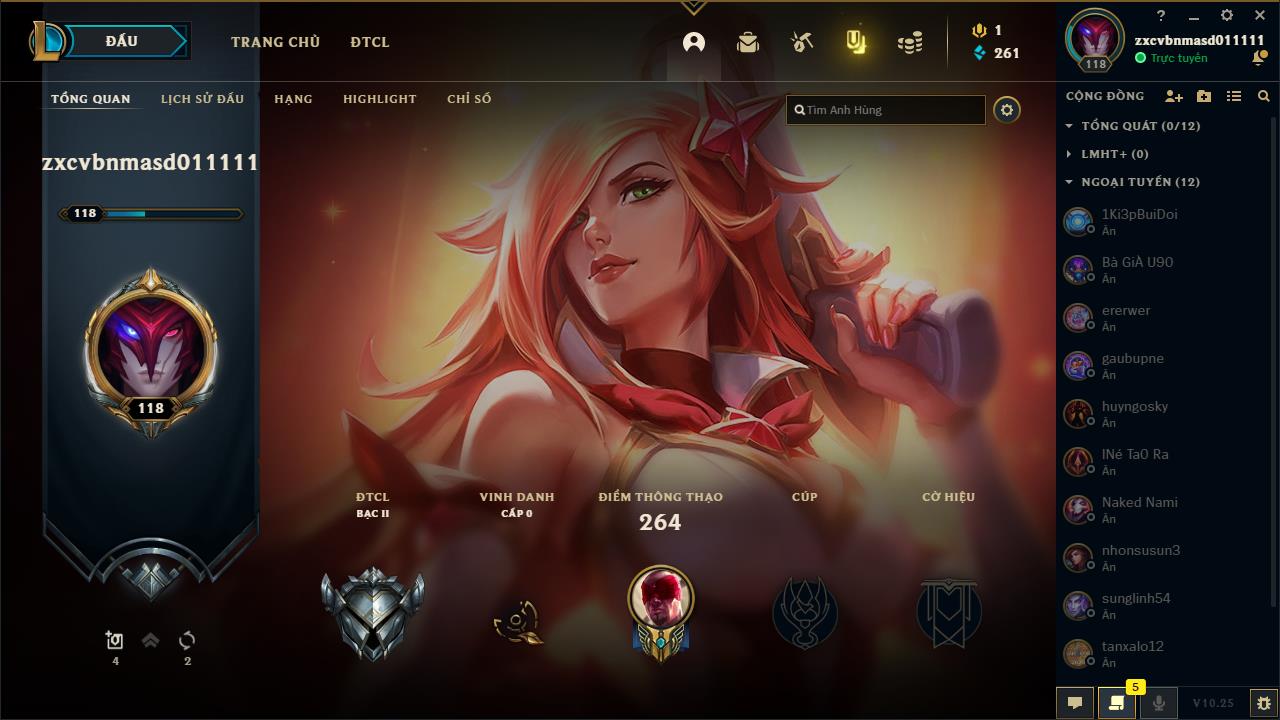 ĐẤU
TRANG CHỦ
ĐTCL
1
261
?
zxcvbnmasd011111
118
Trực tuyến
TỔNG QUAN
LỊCH SỬ ĐẤU
HẠNG
HIGHLIGHT
CHỈ SỐ
Tìm Anh Hùng
CỘNG ĐỒNG
TỔNG QUÁT (0/12)
LMHT+ (0)
NGOẠI TUYẾN (12)
zxcvbnmasd011111
118
118
ĐTCL
BẠC II
VINH DANH
CẤP 0
ĐIỂM THÔNG THẠO
264
CÚP
CỜ HIỆU
4
2
1Ki3pBuiDoi
Ẩn
Bà GiÀ U90
Ẩn
ererwer
Ẩn
gaubupne
Ẩn
huyngosky
Ẩn
INé Ta0 Ra
Ẩn
Naked Nami
Ẩn
nhonsusun3
Ẩn
sunglinh54
Ẩn
tanxalo12
Ẩn
5
V10.25